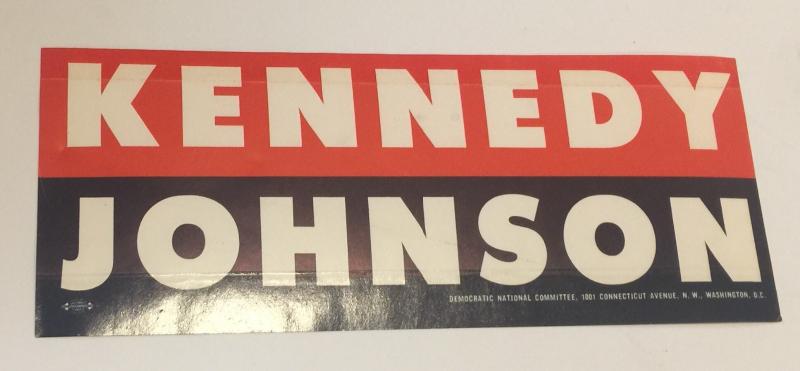 KENNEDY
JOHNSON
DEMOCRATIC NATIONAL COMMITTEE, 1001 CONNECTICUT AVENUE, N. W., WASHINGTON, D.C.